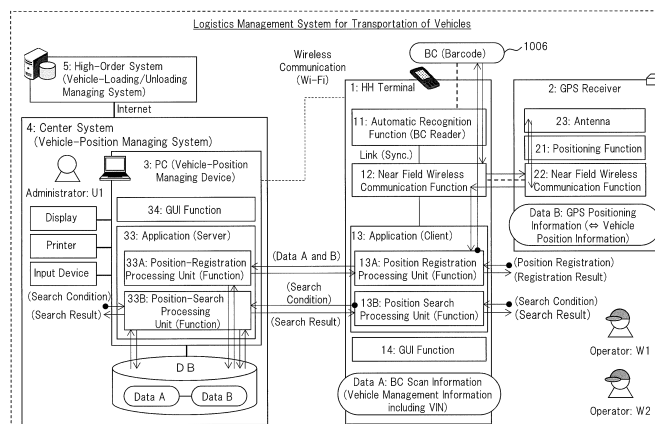 Logistics Management System for Transportation of Vehicles
5: High-Order System
(Vehicle-Loading/Unloading
Managing System)
Internet
Wireless
Communication
(Wi-Fi)
BC (Barcode)
1006
4: Center System
(Vehicle-Position Managing System)
3: PC (Vehicle-Position
Managing Device)
Administrator: U1
Display
Printer
Input Device
34: GUI Function
33: Application (Server)
33A: Position-Registration
Processing Unit (Function)
33B: Position-Search
Processing
Unit (Function)
(Search Condition)
(Search Result)
DB
Data A
Data B
(Data A and B)
(Search
Condition)
(Search Result)
1: HH Terminal
11: Automatic Recognition
Function (BC Reader)
Link (Sync.)
12: Near Field Wireless
Communication Function
13: Application (Client)
13A: Position Registration
Processing Unit (Function)
13B: Position Search
Processing Unit (Function)
14: GUI Function
Data A: BC Scan Information
(Vehicle Management Information
including VIN)
2: GPS Receiver
23: Antenna
21: Positioning Function
22: Near Field Wireless
Communication Function
Data B: GPS Positioning
Information (⇔ Vehicle
Position Information)
(Position Registration)
(Registration Result)
(Search Condition)
(Search Result)
Operator: W1
Operator: W2